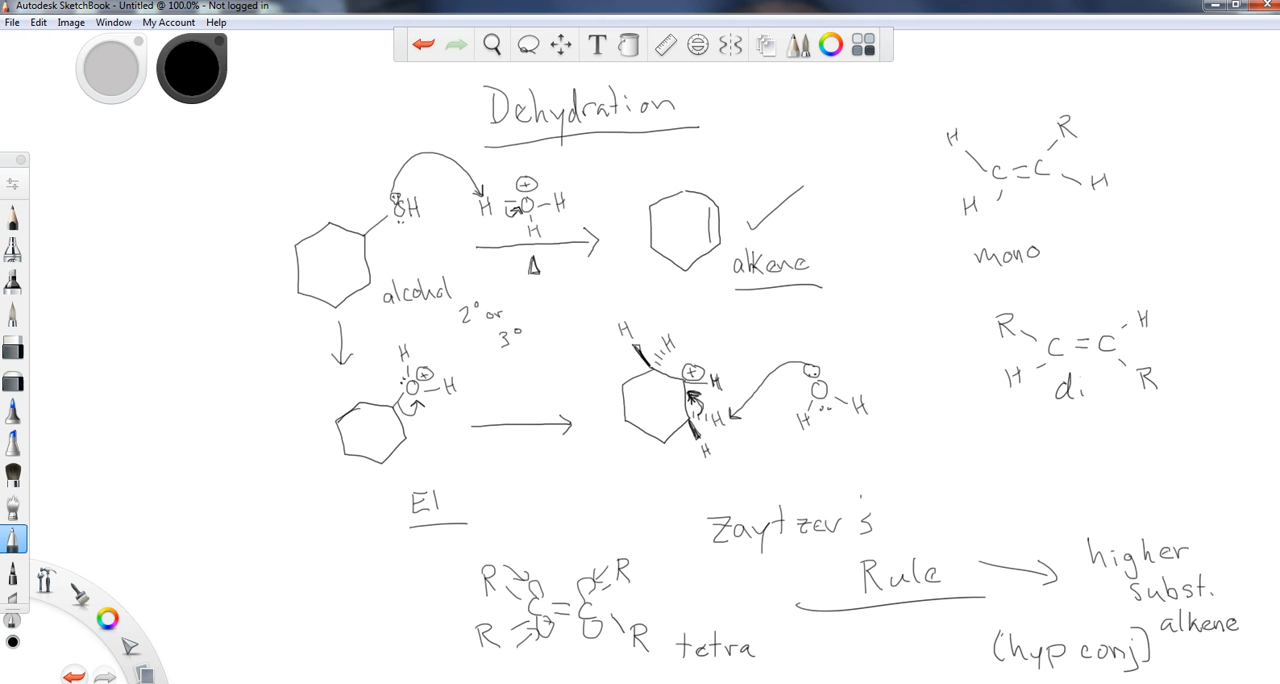 Autodesk SketchBook - Untitled @ 100.0% - Not logged in
File Edit Image Window My Account Help
Dehydration
OH H O H
H
Δ
alcohol
2° or
3°
alkene
H
O H
H H
H
H
H
O
H H
E1
Zaytzev's
Rule
higher
subst.
alkene
(hyp conj)
R R
C = C
R R
tetra
H R
C = C
H H
mono
R H
C = C
H R
di